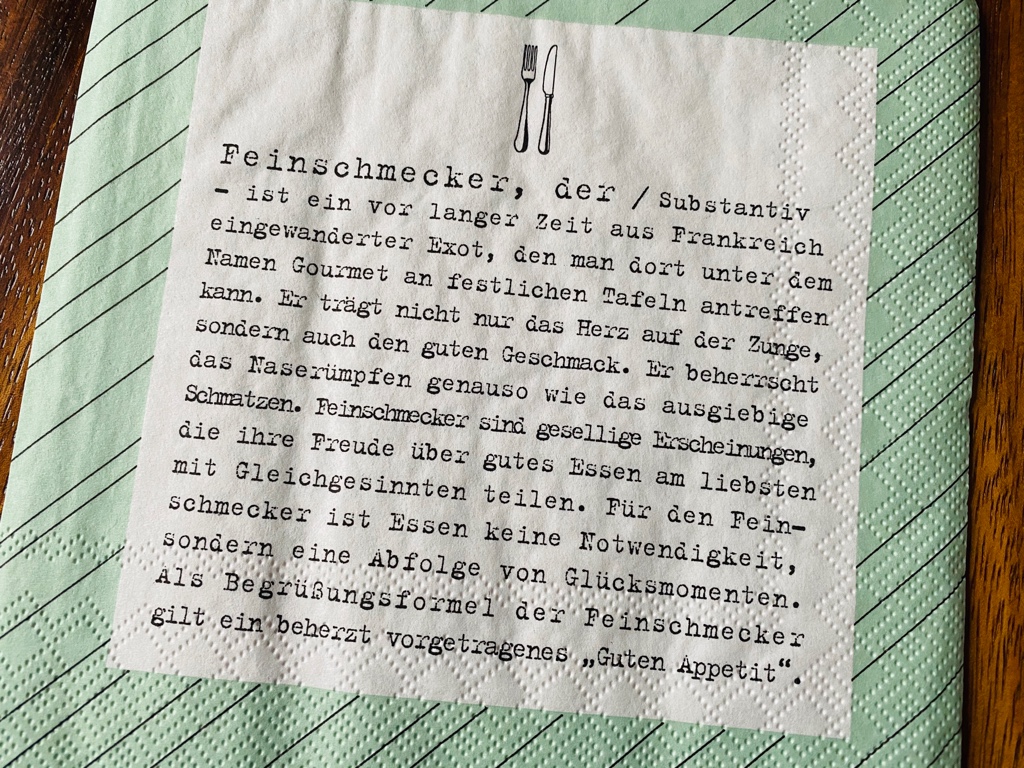 Feinschmecker, der / Substantiv
– ist ein vor langer Zeit aus Frankreich
eingewanderter Exot, den man dort unter dem
Namen Gourmet an festlichen Tafeln antreffen
kann. Er trägt nicht nur das Herz auf der Zunge,
sondern auch den guten Geschmack. Er beherrscht
das Naserümpfen genauso wie das ausgiebige
Schmatzen. Feinschmecker sind gesellige Erscheinungen,
die ihre Freude über gutes Essen am liebsten
mit Gleichgesinnten teilen. Für den Fein–
schmecker ist Essen keine Notwendigkeit,
sondern eine Abfolge von Glücksmomenten.
Als Begrüßungsformel der Feinschmecker
gilt ein beherzt vorgetragenes „Guten Appetit“.